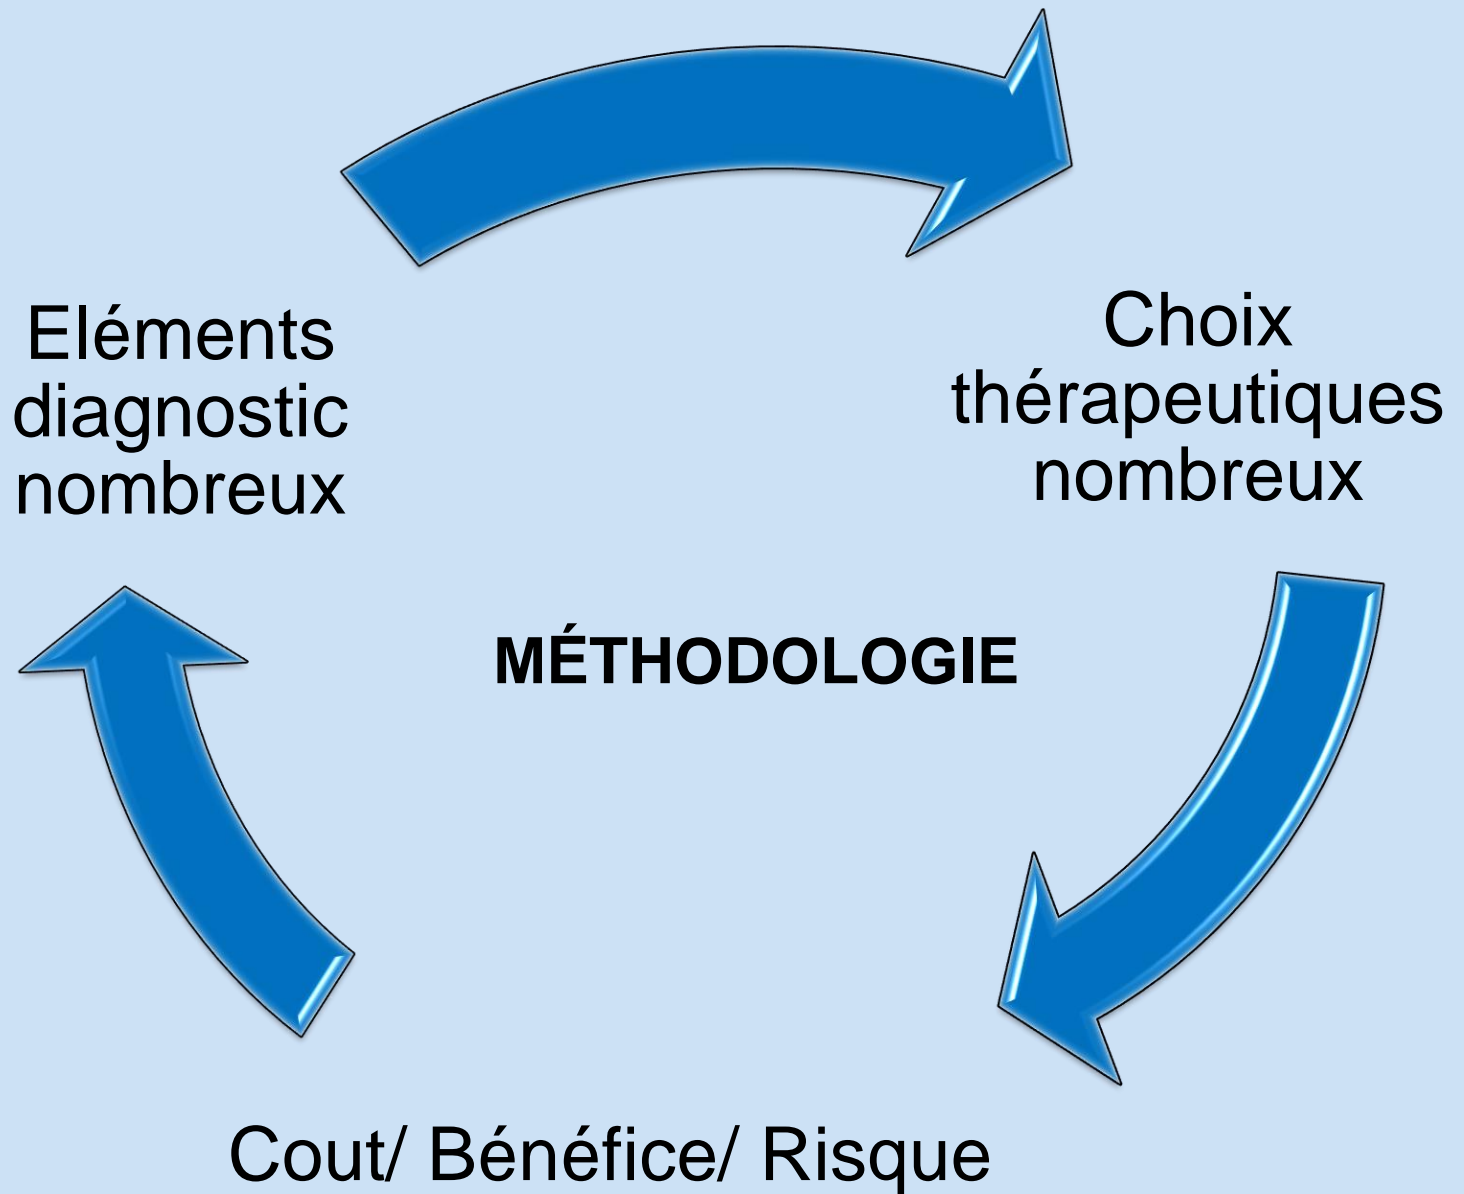 Eléments
diagnostic
nombreux
Choix
thérapeutiques
nombreux
MÉTHODOLOGIE
Cout/ Bénéfice/ Risque